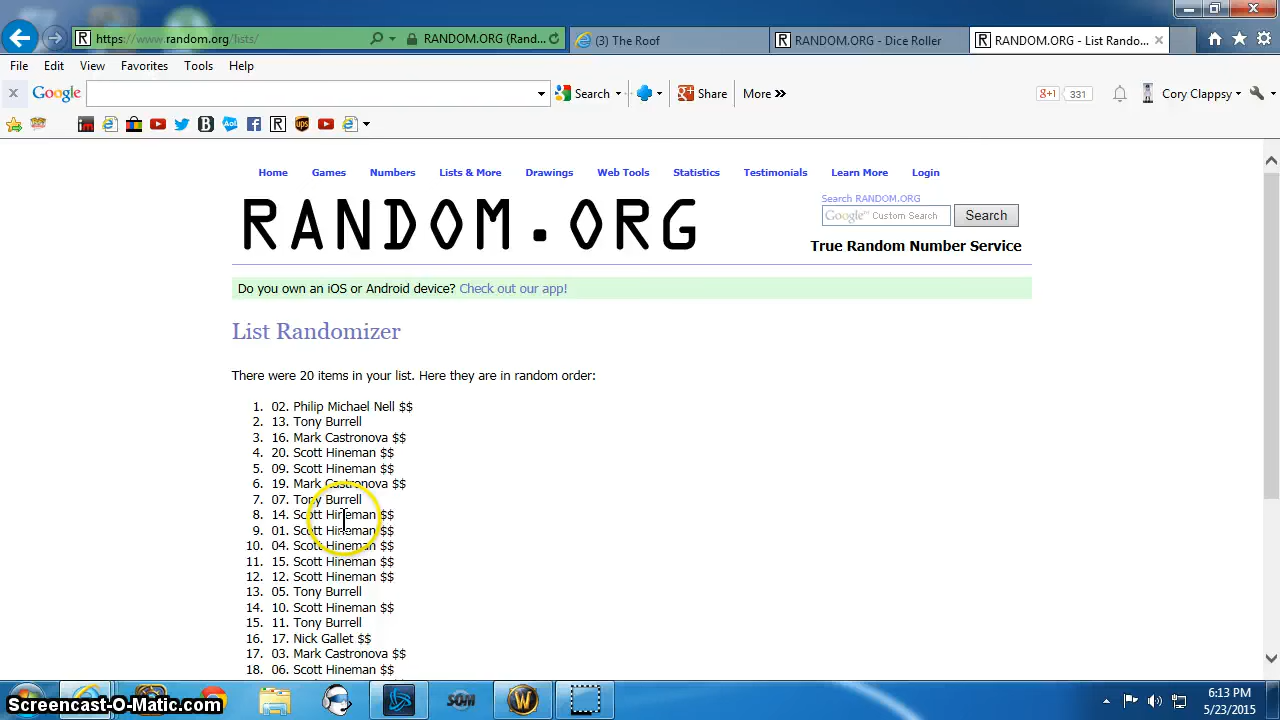 https://www.random.org/lists/
RANDOM.ORG (Rand...
(3) The Roof
RANDOM.ORG - Dice Roller
RANDOM.ORG - List Rando...
File Edit View Favorites Tools Help
Google Search Share More »
+1 331 Cory Clappsy
Home Games Numbers Lists & More Drawings Web Tools Statistics Testimonials Learn More Login
RANDOM.ORG
Search RANDOM.ORG
Google™ Custom Search Search
True Random Number Service
Do you own an iOS or Android device? Check out our app!
List Randomizer
There were 20 items in your list. Here they are in random order:
1. 02. Philip Michael Nell $$
2. 13. Tony Burrell
3. 16. Mark Castronova $$
4. 20. Scott Hineman $$
5. 09. Scott Hineman $$
6. 19. Mark Castronova $$
7. 07. Tony Burrell
8. 14. Scott Hineman $$
9. 01. Scott Hineman $$
10. 04. Scott Hineman $$
11. 15. Scott Hineman $$
12. 12. Scott Hineman $$
13. 05. Tony Burrell
14. 10. Scott Hineman $$
15. 11. Tony Burrell
16. 17. Nick Gallet $$
17. 03. Mark Castronova $$
18. 06. Scott Hineman $$
Screencast-O-Matic.com
SOM
6:13 PM
5/23/2015